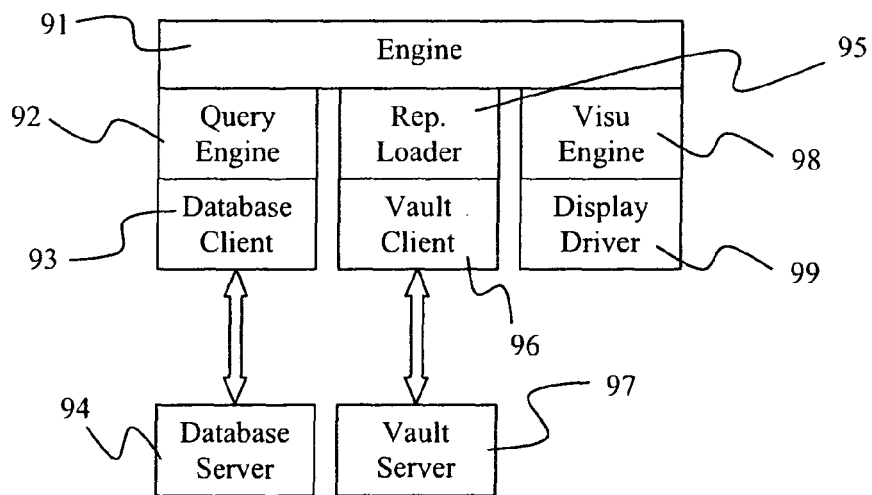 91
Engine
95
92
Query
Engine
Rep.
Loader
Visu
Engine
98
Database
Client
Vault
Client
Display
Driver
93
99
96
97
94
Database
Server
Vault
Server